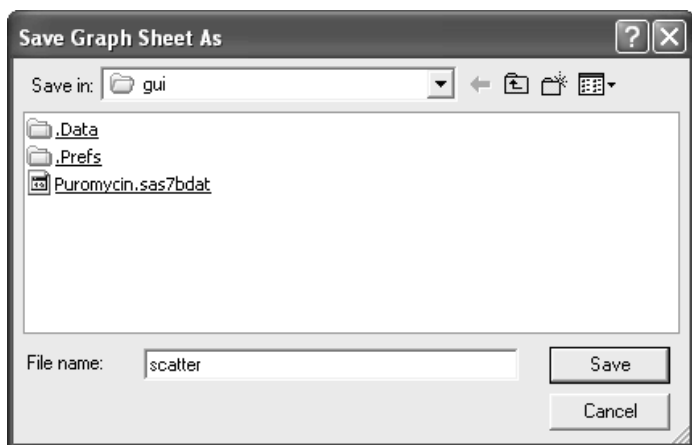 Save Graph Sheet As
Save in: gui
.Data
.Prefs
Puromycin.sas7bdat
File name: scatter Save
Cancel